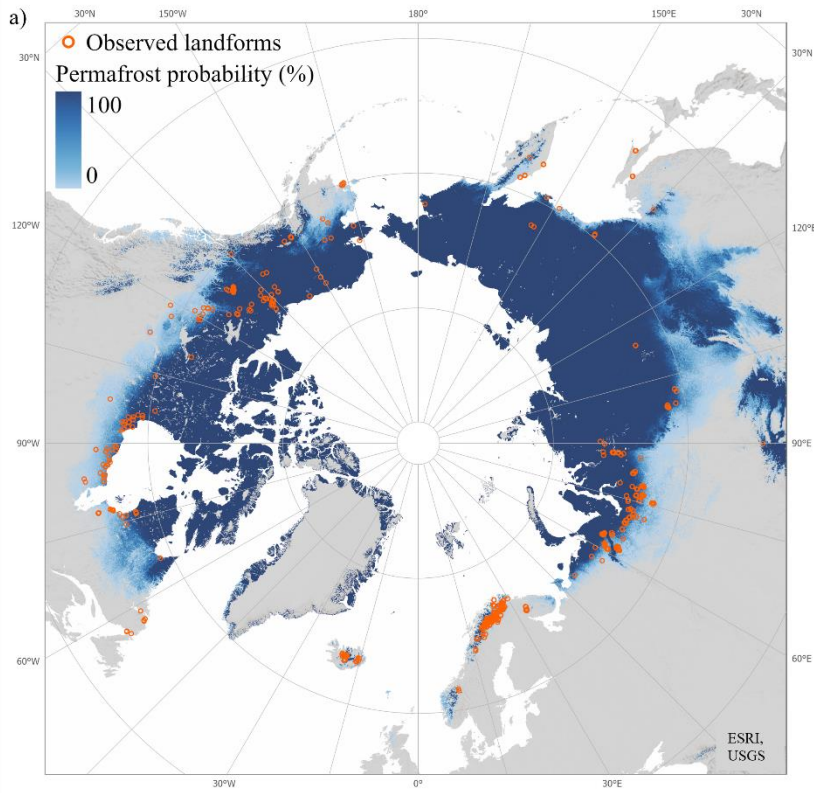 a)
30°N 150°W 180° 150°E 30°N
Observed landforms
30°N 30°N
Permafrost probability (%)
100
0
120°W 120°E
90°W 90°E
60°W 60°E
ESRI,
USGS
30°W 0° 30°E